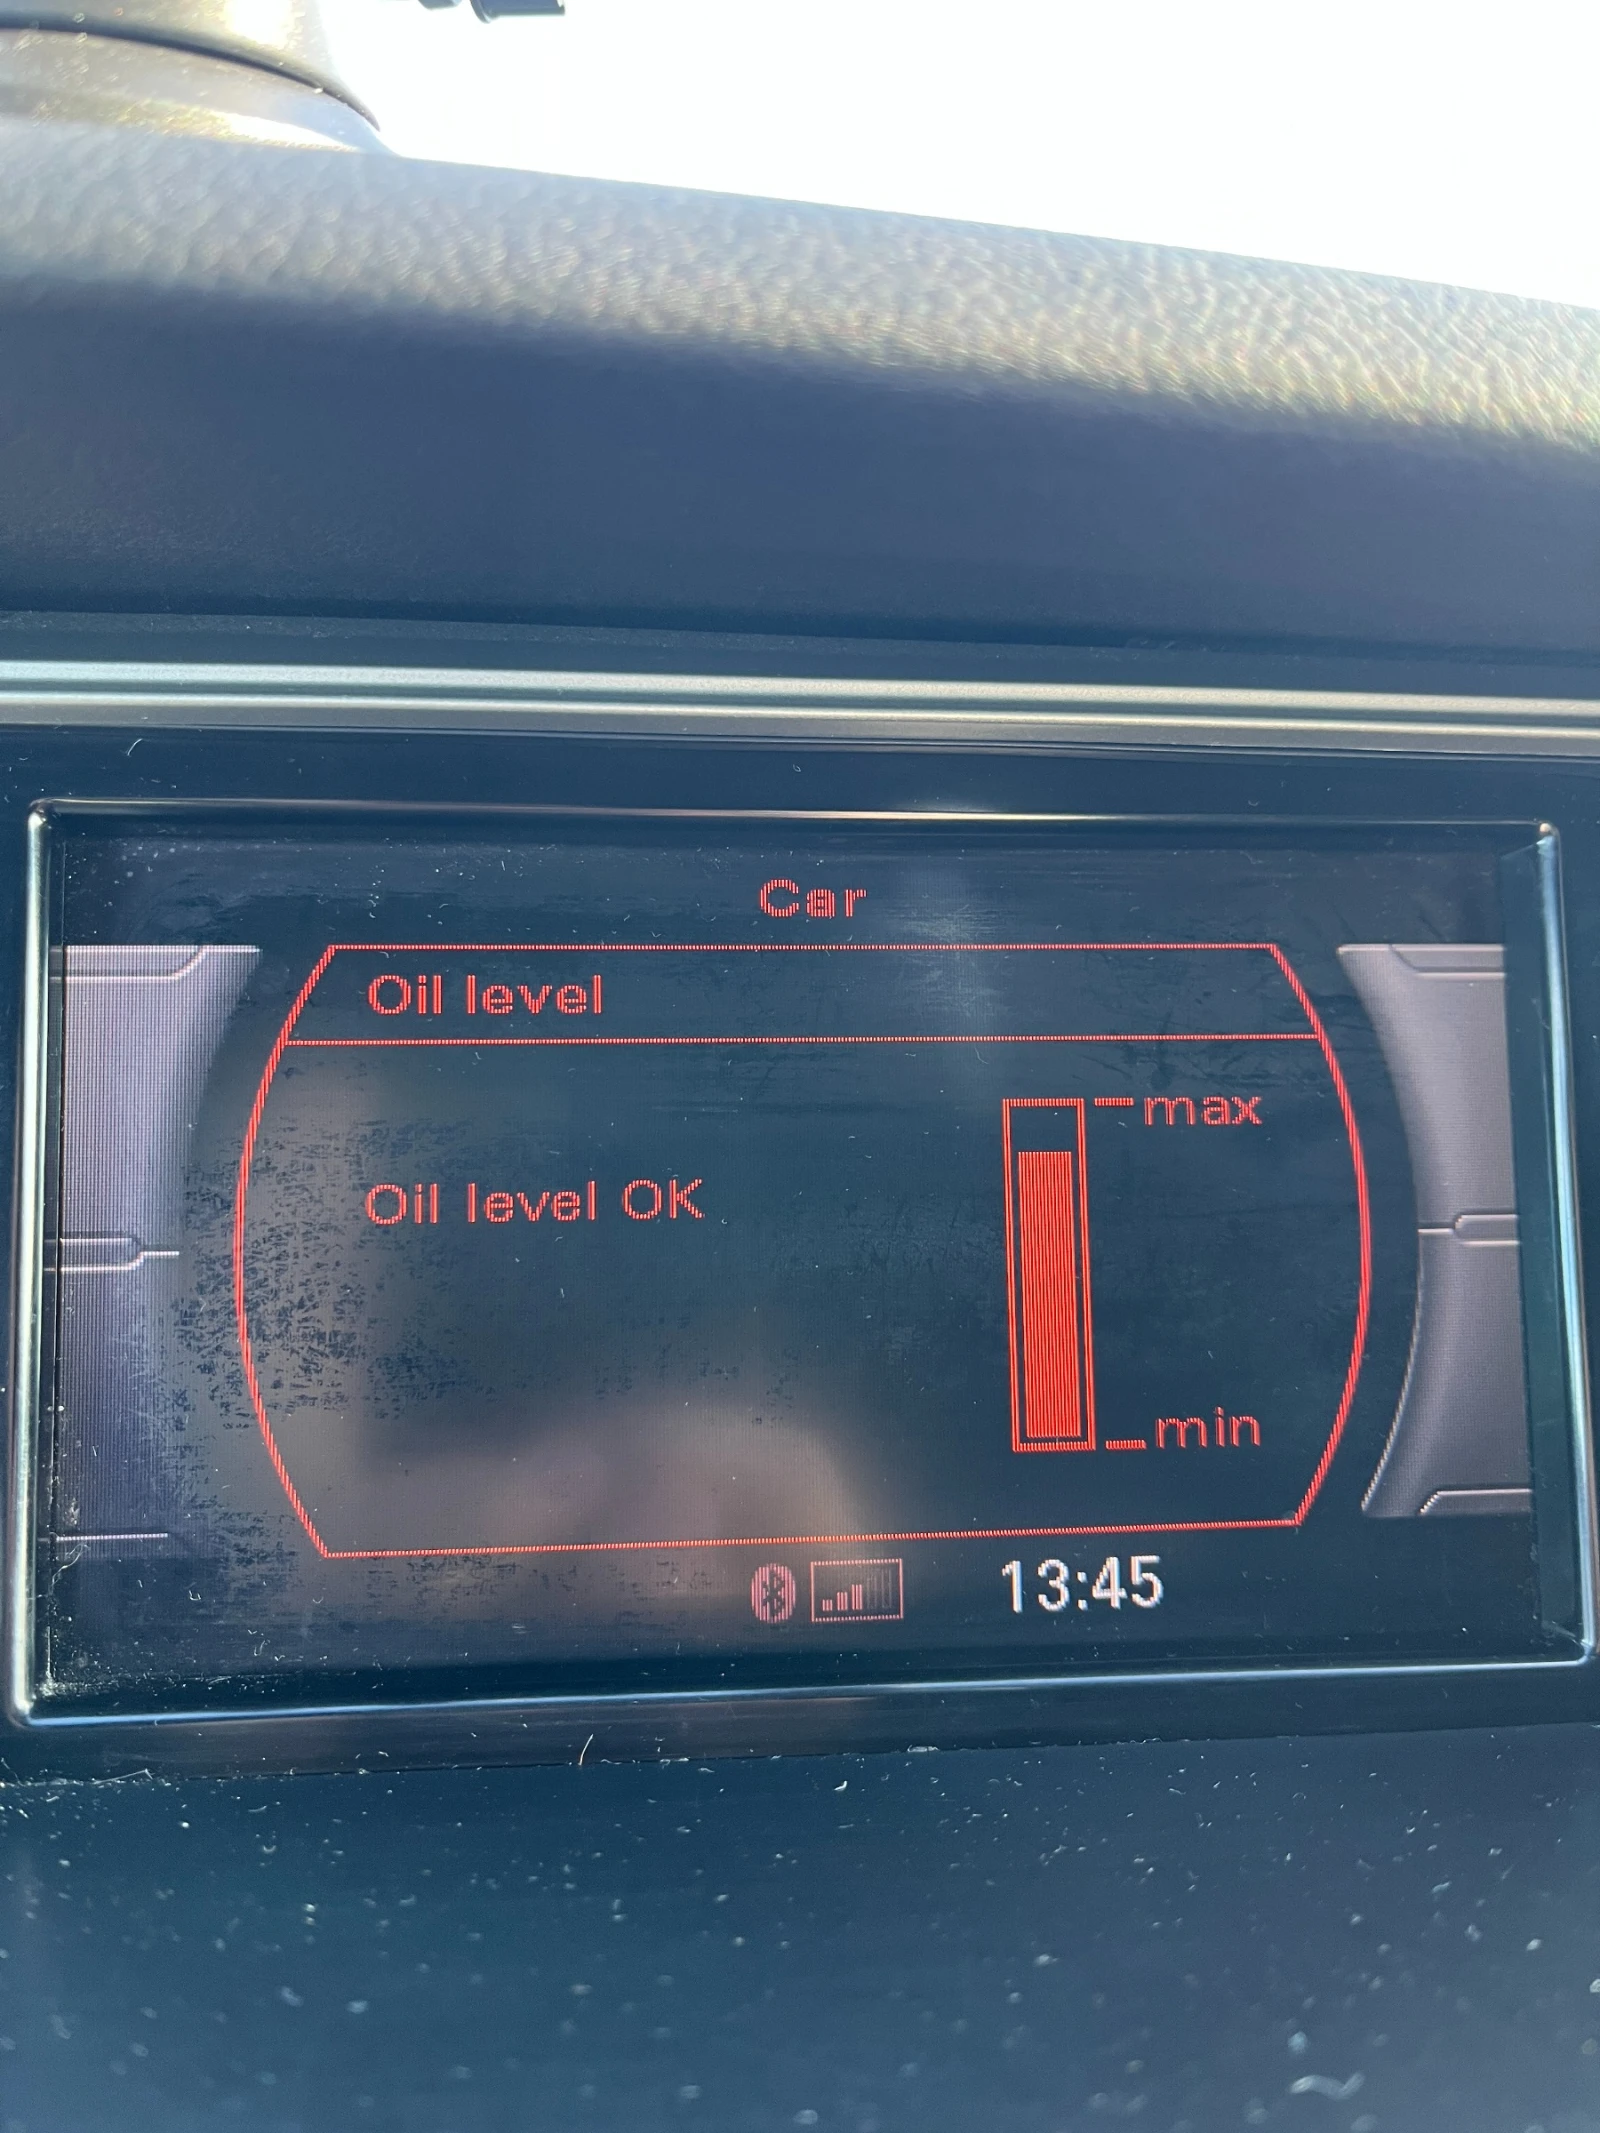 Car
Oil level
max
Oil level OK
min
13:45